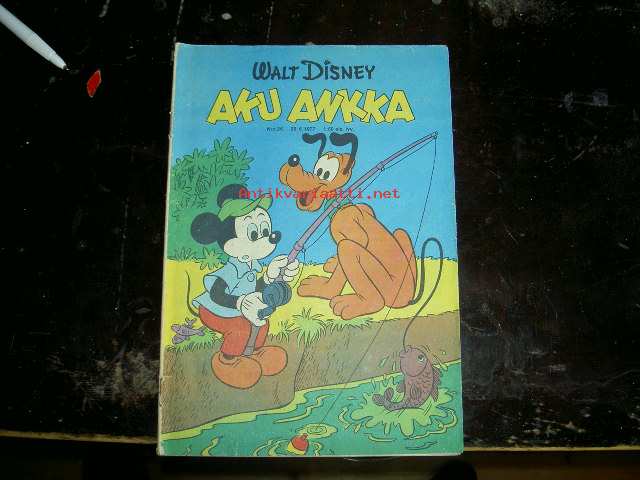 WALT DISNEY
AKU ANKKA
Antikvariaatti.net